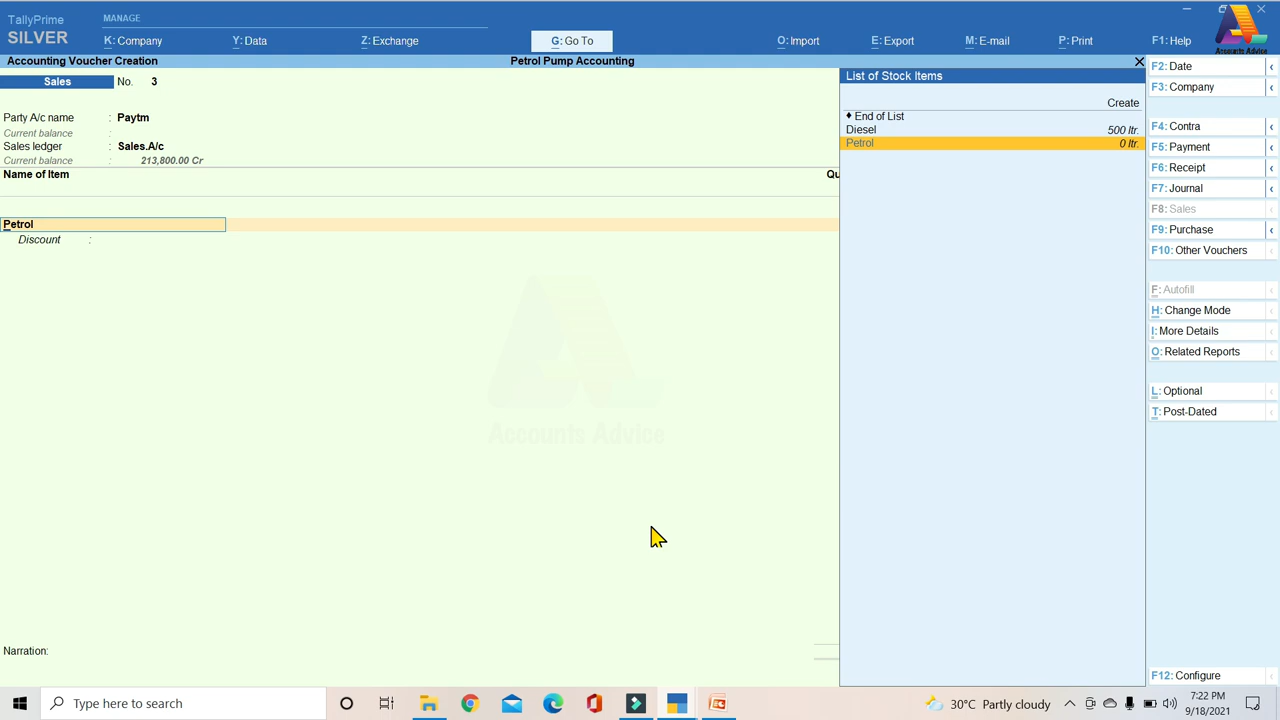 TallyPrime
MANAGE
SILVER
K: Company
Y: Data
Z: Exchange
G: Go To
O: Import
E: Export
M: E-mail
P: Print
F1: Help
Accounts Advice
Accounting Voucher Creation
Petrol Pump Accounting
Sales
No. 3
Party A/c name : Paytm
Current balance :
Sales ledger : Sales.A/c
Current balance : 213,800.00 Cr
Name of Item
Qu
Petrol
Discount :
Accounts Advice
Narration:
List of Stock Items
Create
♦ End of List
Diesel 500 ltr.
Petrol 0 ltr.
F2: Date
F3: Company
F4: Contra
F5: Payment
F6: Receipt
F7: Journal
F8: Sales
F9: Purchase
F10: Other Vouchers
F: Autofill
H: Change Mode
I: More Details
O: Related Reports
L: Optional
T: Post-Dated
F12: Configure
Type here to search
30°C Partly cloudy
7:22 PM
9/18/2021